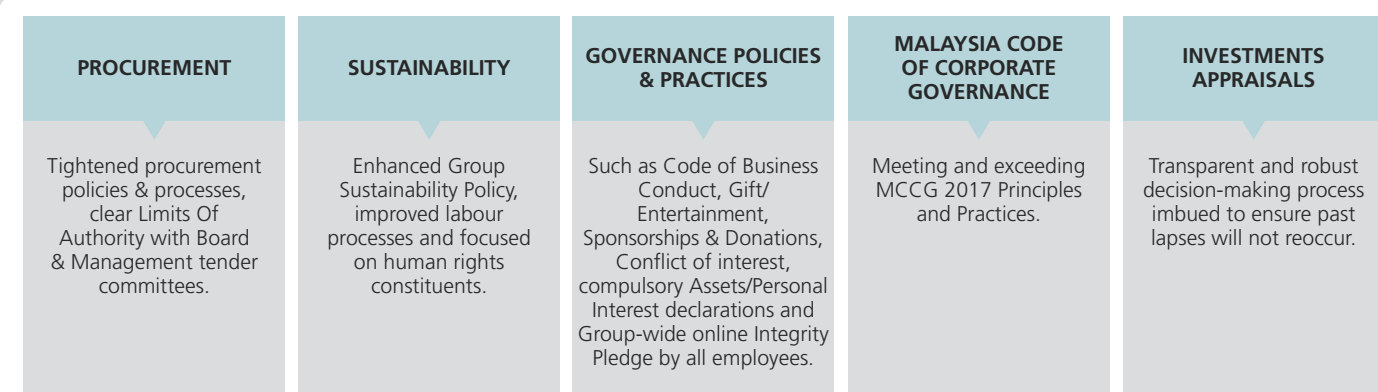 PROCUREMENT
Tightened procurement
policies & processes,
clear Limits Of
Authority with Board
& Management tender
committees.
SUSTAINABILITY
Enhanced Group
Sustainability Policy,
improved labour
processes and focused
on human rights
constituents.
GOVERNANCE POLICIES
& PRACTICES
Such as Code of Business
Conduct, Gift/
Entertainment,
Sponsorships & Donations,
Conflict of interest,
compulsory Assets/Personal
Interest declarations and
Group-wide online Integrity
Pledge by all employees.
MALAYSIA CODE
OF CORPORATE
GOVERNANCE
Meeting and exceeding
MCCG 2017 Principles
and Practices.
INVESTMENTS
APPRAISALS
Transparent and robust
decision-making process
imbued to ensure past
lapses will not reoccur.